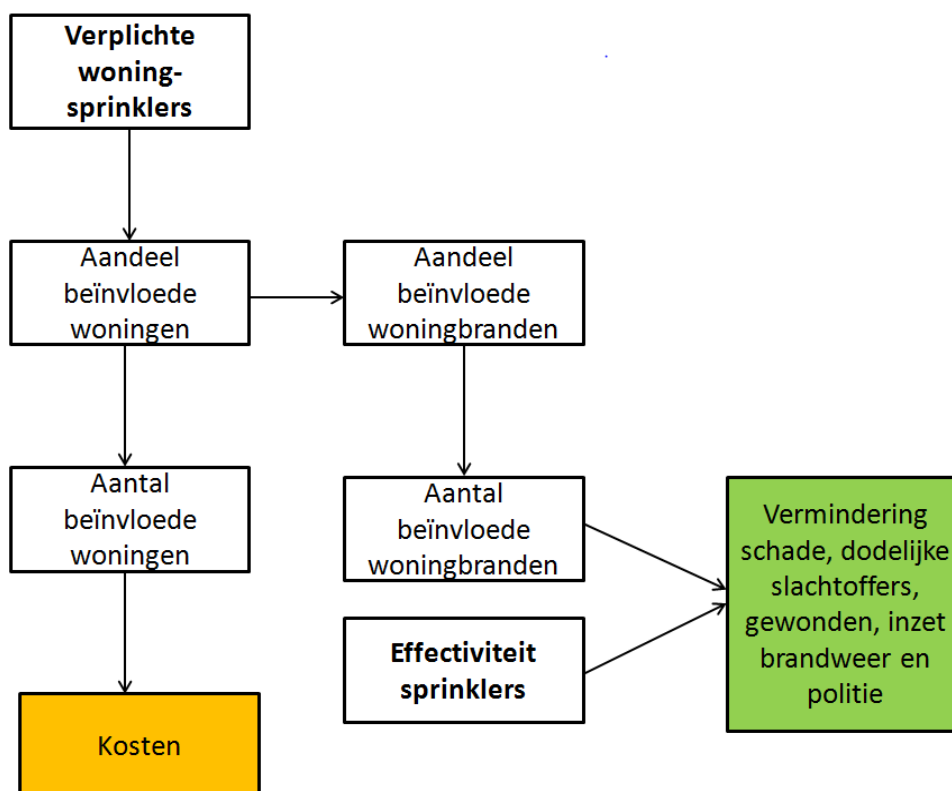 Verplichte
woning-
sprinklers
Aandeel
beïnvloede
woningen
Aandeel
beïnvloede
woningbranden
Aantal
beïnvloede
woningen
Aantal
beïnvloede
woningbranden
Vermindering
schade, dodelijke
slachtoffers,
gewonden, inzet
brandweer en
politie
Effectiviteit
sprinklers
Kosten